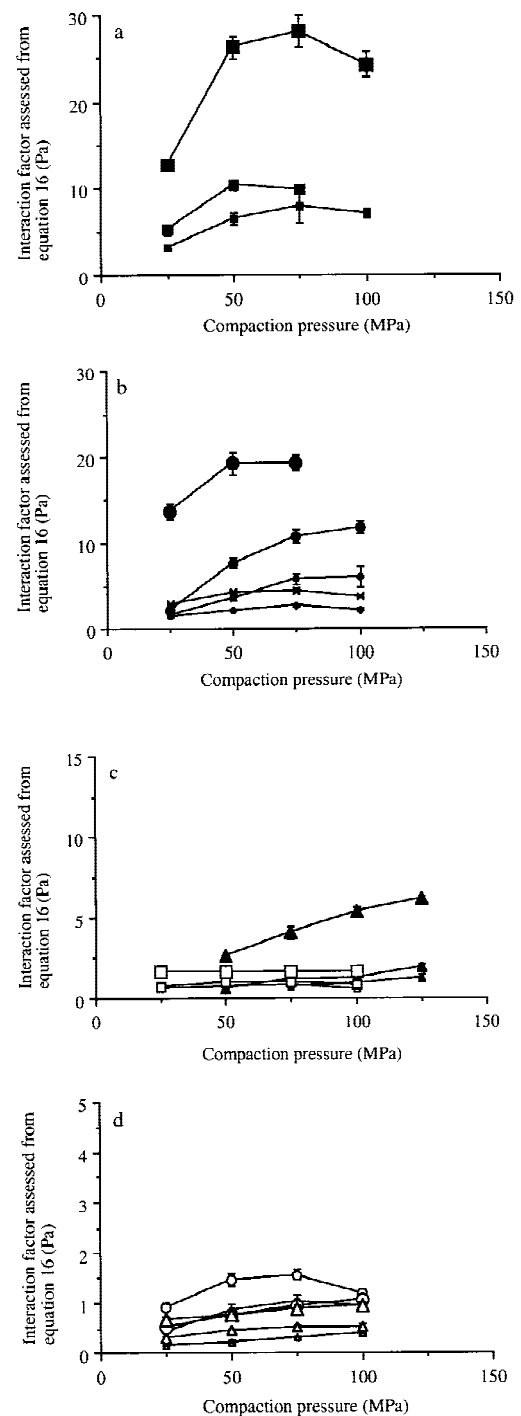 a
Interaction factor assessed from
equation 16 (Pa)
30
20
10
0
0
50
100
150
Compaction pressure (MPa)
b
Interaction factor assessed from
equation 16 (Pa)
30
20
10
0
0
50
100
150
Compaction pressure (MPa)
c
Interaction factor assessed from
equation 16 (Pa)
15
10
5
0
0
50
100
150
Compaction pressure (MPa)
d
Interaction factor assessed from
equation 16 (Pa)
5
4
3
2
1
0
0
50
100
150
Compaction pressure (MPa)